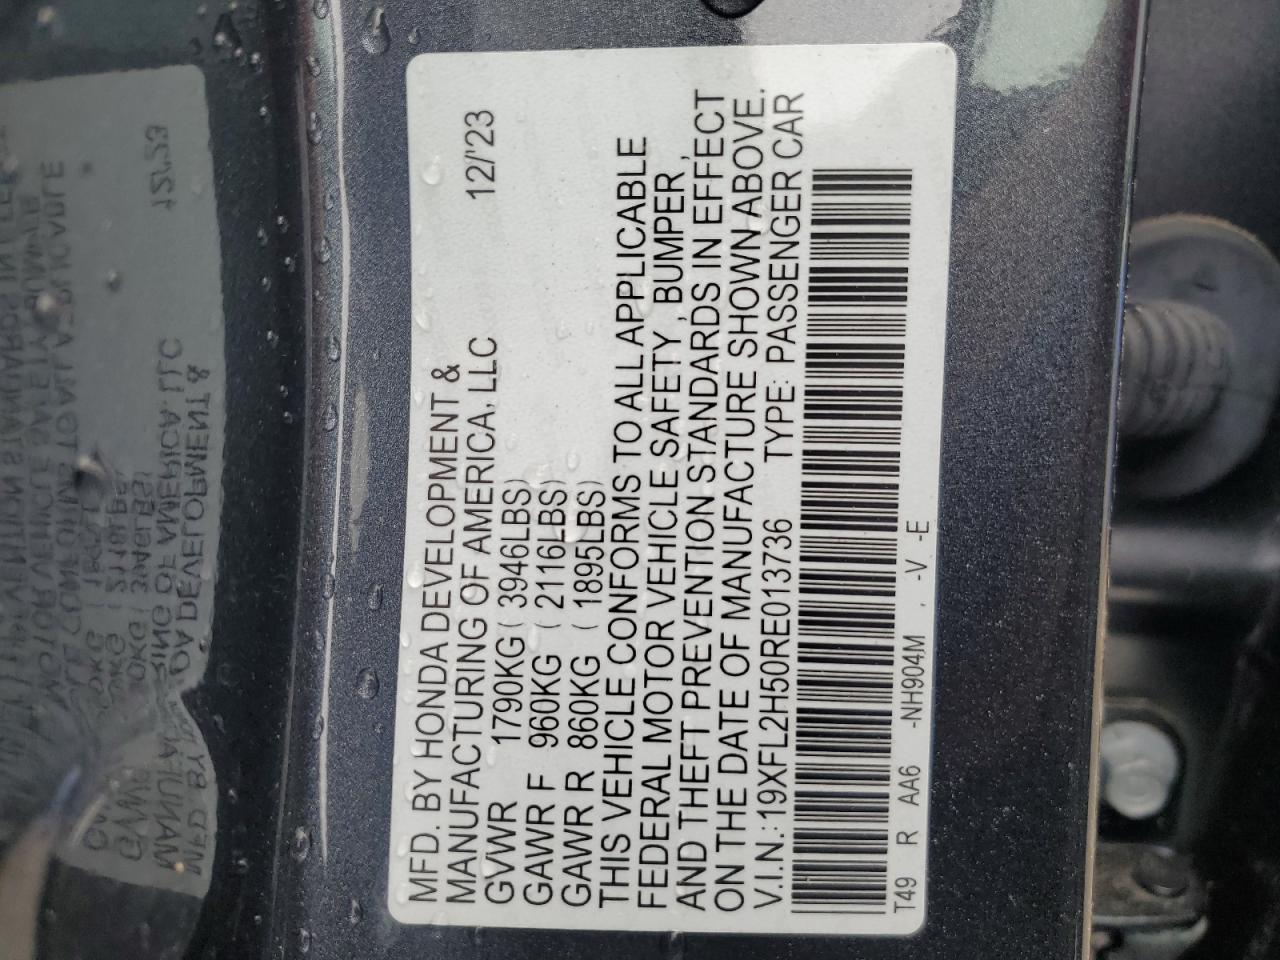 MFD. BY HONDA DEVELOPMENT &
MANUFACTURING OF AMERICA, LLC 12/'23
GVWR 1790KG ( 3946LBS)
GAWR F 960KG ( 2116LBS)
GAWR R 860KG ( 1895LBS)
THIS VEHICLE CONFORMS TO ALL APPLICABLE
FEDERAL MOTOR VEHICLE SAFETY , BUMPER ,
AND THEFT PREVENTION STANDARDS IN EFFECT
ON THE DATE OF MANUFACTURE SHOWN ABOVE.
V.I.N.: 19XFL2H50RE013736 TYPE: PASSENGER CAR
T49 R AA6 -NH904M , -V -E